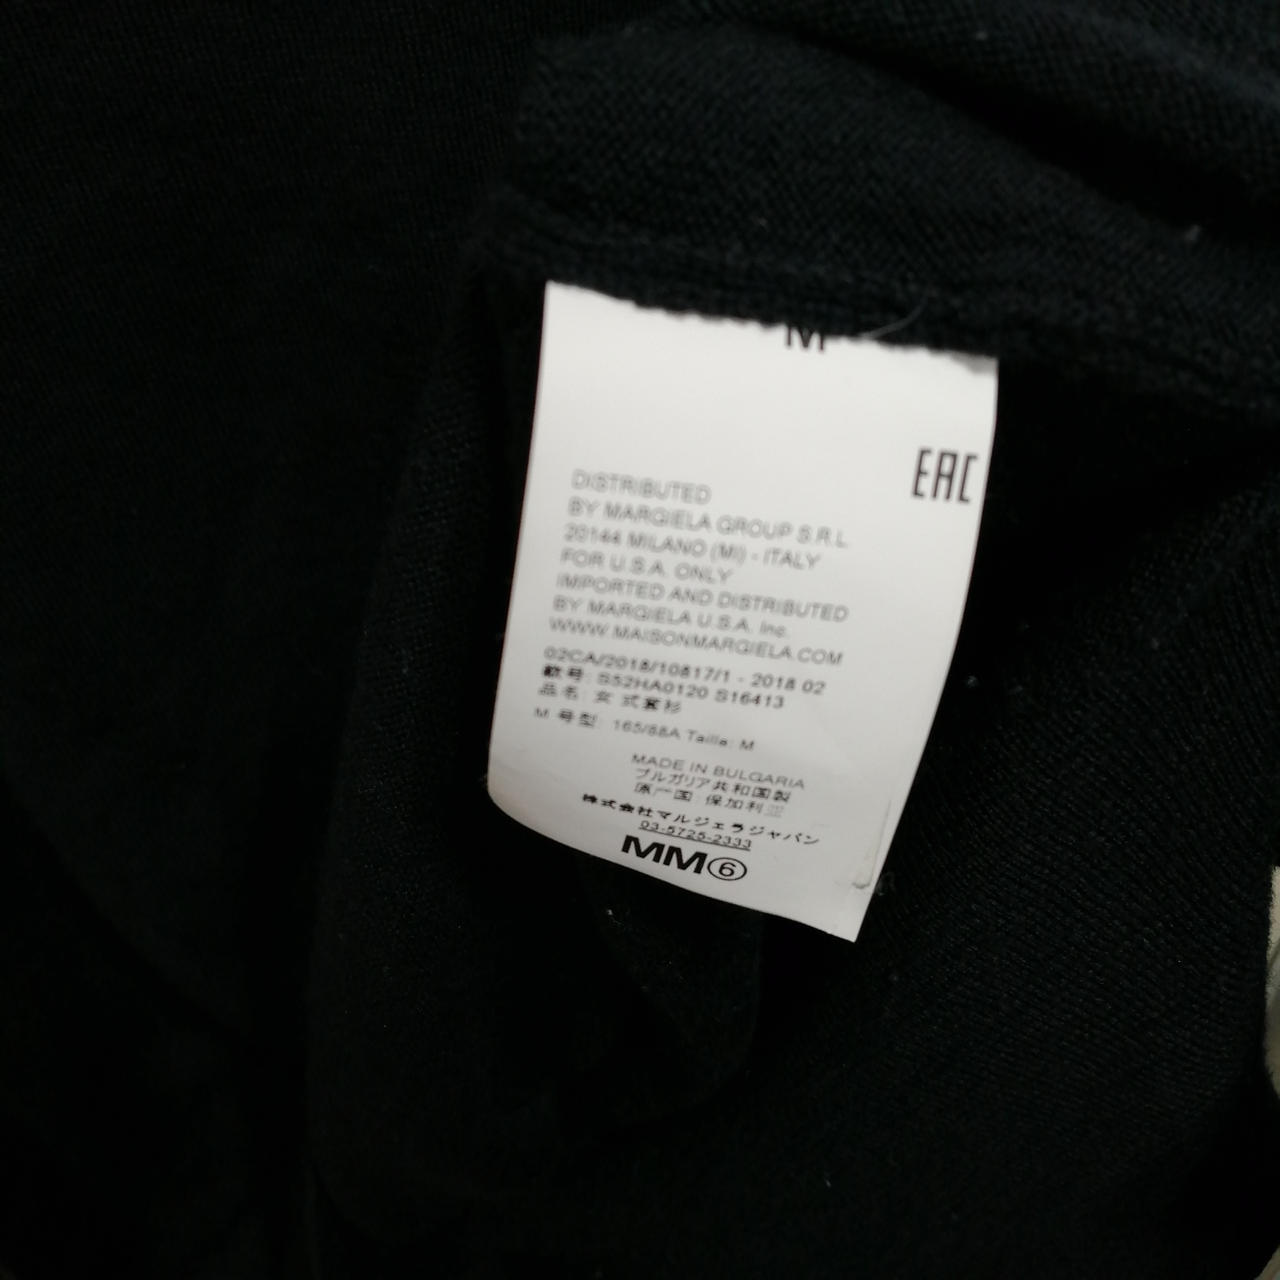 M
EAC
DISTRIBUTED
BY MARGIELA GROUP S.R.L.
20144 MILANO (MI) - ITALY
FOR U.S.A. ONLY
IMPORTED AND DISTRIBUTED
BY MARGIELA U.S.A. Inc.
WWW.MAISONMARGIELA.COM
02CA/2018/10817/1 - 2018 02
款号: S52HA0120 S16413
品名: 女 式套衫
M 号型: 165/88A Taille: M
MADE IN BULGARIA
ブルガリア共和国製
原产国: 保加利亚
株式会社マルジェラジャパン
03-5725-2333
MM⑥